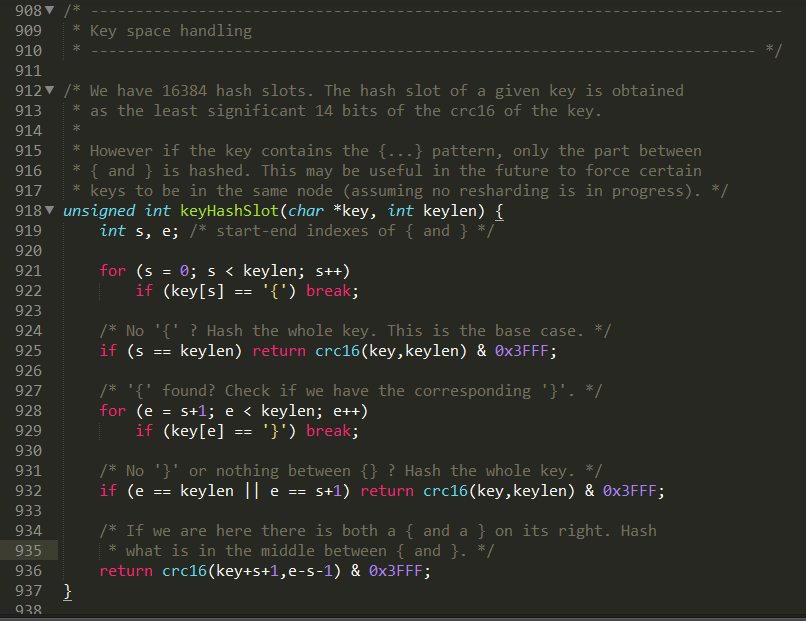 908 /* -----------------------------------------------------------------------------
909  * Key space handling
910  * -------------------------------------------------------------------------- */
911
912 /* We have 16384 hash slots. The hash slot of a given key is obtained
913  * as the least significant 14 bits of the crc16 of the key.
914  *
915  * However if the key contains the {...} pattern, only the part between
916  * { and } is hashed. This may be useful in the future to force certain
917  * keys to be in the same node (assuming no resharding is in progress). */
918 unsigned int keyHashSlot(char *key, int keylen) {
919     int s, e; /* start-end indexes of { and } */
920
921     for (s = 0; s < keylen; s++)
922         if (key[s] == '{') break;
923
924     /* No '{' ? Hash the whole key. This is the base case. */
925     if (s == keylen) return crc16(key,keylen) & 0x3FFF;
926
927     /* '{' found? Check if we have the corresponding '}'. */
928     for (e = s+1; e < keylen; e++)
929         if (key[e] == '}') break;
930
931     /* No '}' or nothing between {} ? Hash the whole key. */
932     if (e == keylen || e == s+1) return crc16(key,keylen) & 0x3FFF;
933
934     /* If we are here there is both a { and a } on its right. Hash
935      * what is in the middle between { and }. */
936     return crc16(key+s+1,e-s-1) & 0x3FFF;
937 }
938